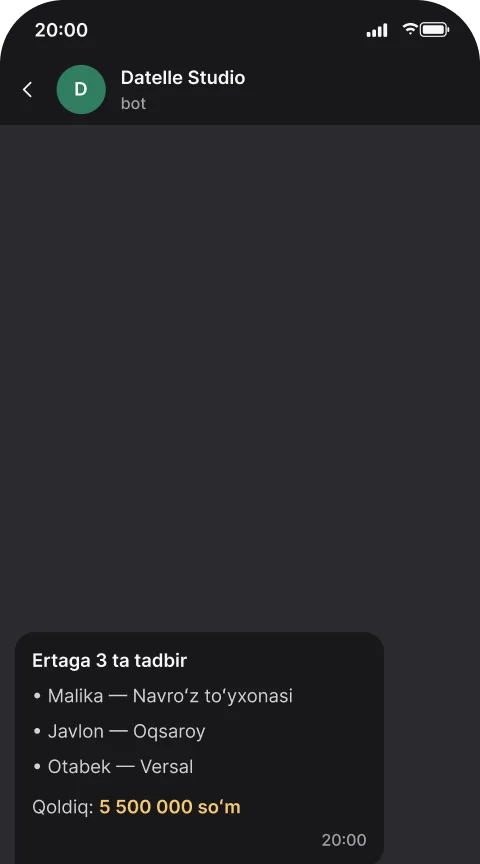 20:00
D
Datelle Studio
bot
Ertaga 3 ta tadbir
• Malika — Navroʻz toʻyxonasi
• Javlon — Oqsaroy
• Otabek — Versal
Qoldiq: 5 500 000 soʻm
20:00